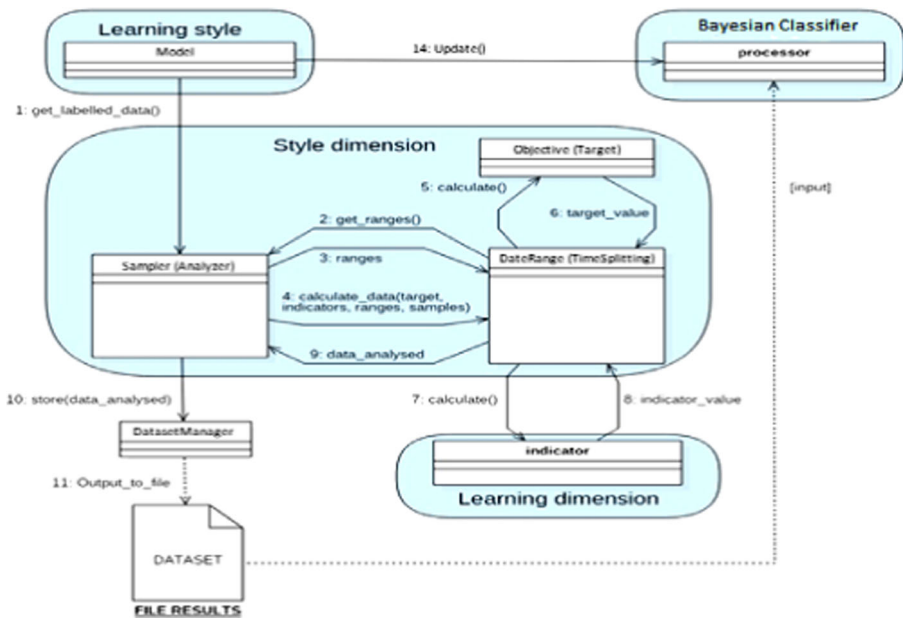 Learning style
Model
Bayesian Classifier
processor
14: Update()
1: get_labelled_data()
Style dimension
Objective (Target)
[input]
5: calculate()
6: target_value
2: get_ranges()
Sampler (Analyzer)
3: ranges
DateRange (TimeSplitting)
4: calculate_data(target,
indicators, ranges, samples)
9: data_analysed
10: store(data_analysed)
7: calculate()
8: indicator_value
DatasetManager
indicator
Learning dimension
11: Output_to_file
DATASET
FILE RESULTS